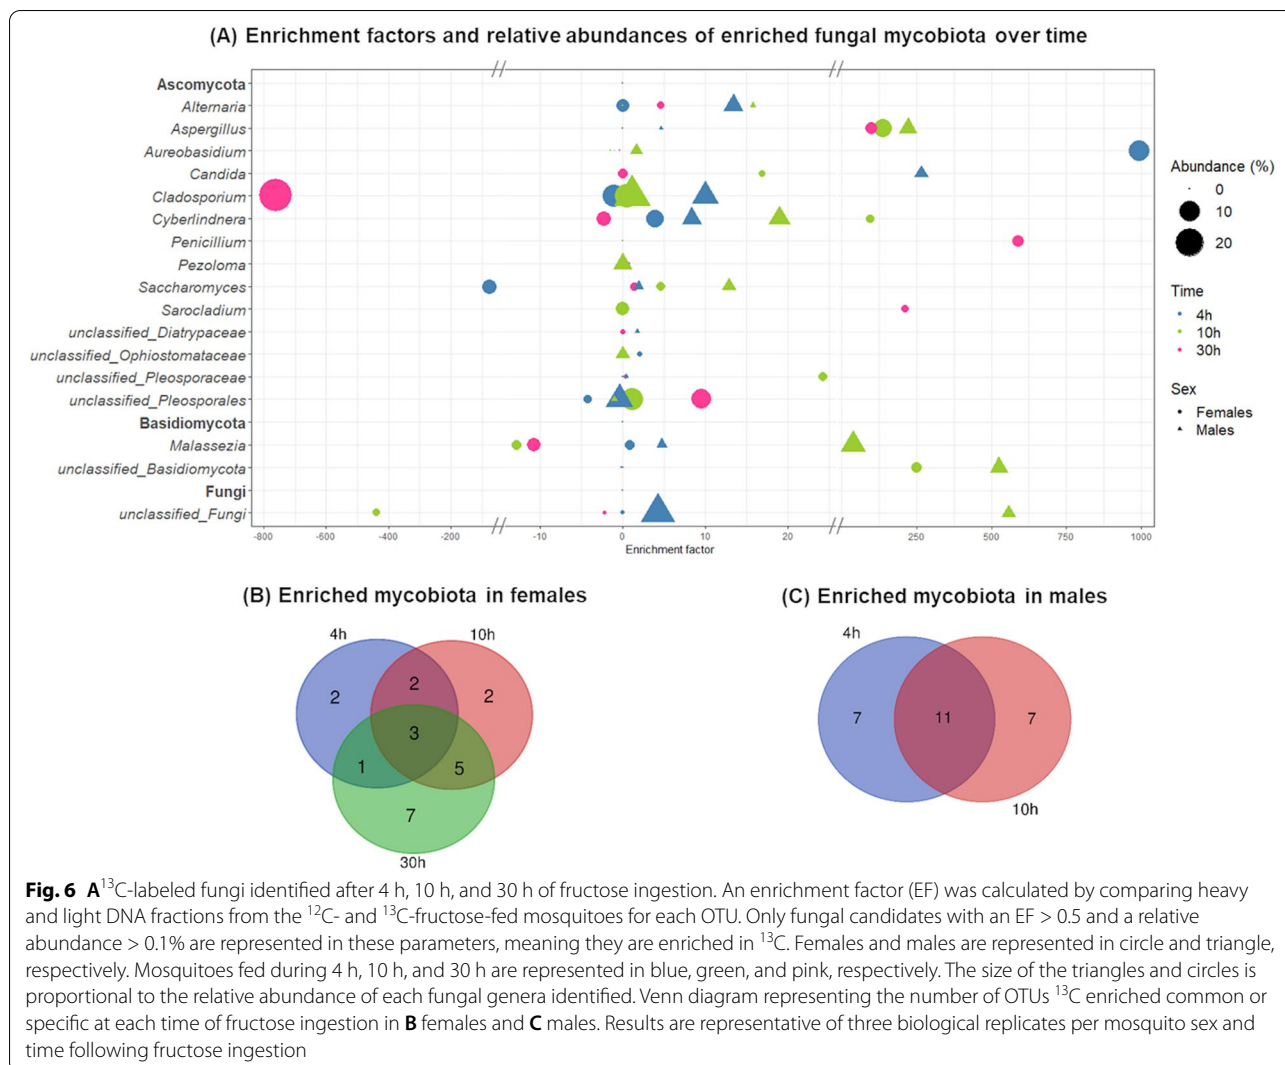 (A) Enrichment factors and relative abundances of enriched fungal mycobiota over time
Ascomycota
Alternaria
Aspergillus
Aureobasidium
Candida
Cladosporium
Cyberlindnera
Penicillium
Pezoloma
Saccharomyces
Sarocladium
unclassified_Diatrypaceae
unclassified_Ophiostomataceae
unclassified_Pleosporaceae
unclassified_Pleosporales
Basidiomycota
Malassezia
unclassified_Basidiomycota
Fungi
unclassified_Fungi
-800 -600 -400 -200 -10 0 10 20 250 500 750 1000
Enrichment factor
Abundance (%)
0
10
20
Time
4h
10h
30h
Sex
Females
Males
(B) Enriched mycobiota in females
4h
10h
2
2
2
3
1
5
7
30h
(C) Enriched mycobiota in males
4h
7
11
7
10h
Fig. 6 A ¹³C-labeled fungi identified after 4 h, 10 h, and 30 h of fructose ingestion. An enrichment factor (EF) was calculated by comparing heavy
and light DNA fractions from the ¹²C- and ¹³C-fructose-fed mosquitoes for each OTU. Only fungal candidates with an EF > 0.5 and a relative
abundance > 0.1% are represented in these parameters, meaning they are enriched in ¹³C. Females and males are represented in circle and triangle,
respectively. Mosquitoes fed during 4 h, 10 h, and 30 h are represented in blue, green, and pink, respectively. The size of the triangles and circles is
proportional to the relative abundance of each fungal genera identified. Venn diagram representing the number of OTUs ¹³C enriched common or
specific at each time of fructose ingestion in B females and C males. Results are representative of three biological replicates per mosquito sex and
time following fructose ingestion